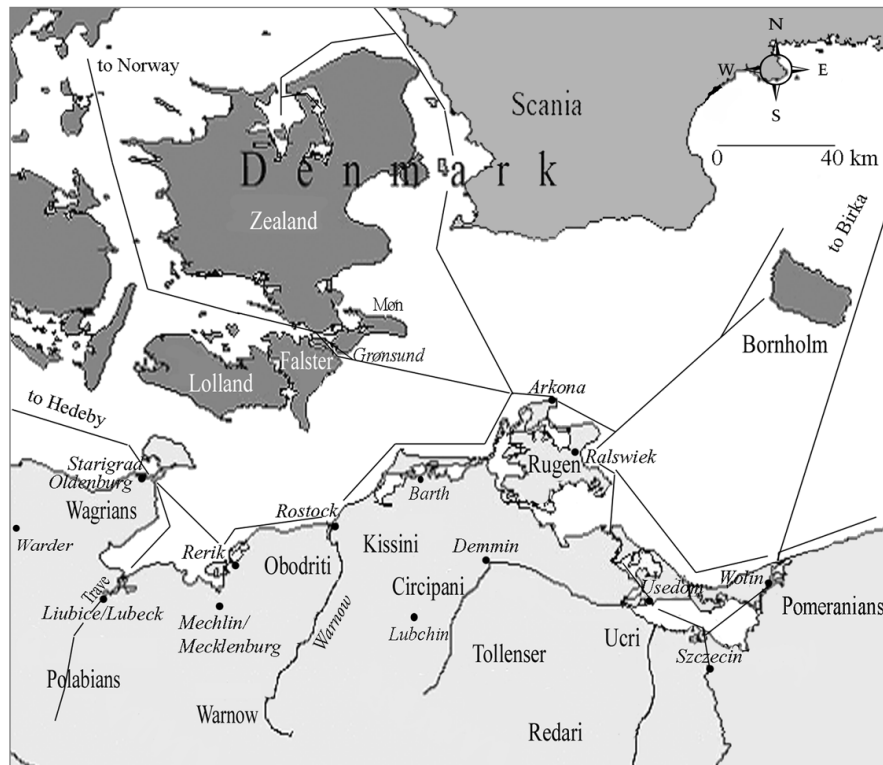 to Norway
N
W
E
S
Scania
0 40 km
Denmark
Zealand
to Birka
Møn
Bornholm
Falster
Grønsund
Lolland
Arkona
to Hedeby
Starigrad
Oldenburg
Rugen
Ralswiek
Wagrians
Barth
Rostock
Warder
Rerik
Obodriti
Kissini
Demmin
Wolin
Usedom
Trave
Circipani
Pomeranians
Liubice/Lubeck
Mechlin/
Mecklenburg
Warnow
Lubchin
Ucri
Tollenser
Szczecin
Polabians
Warnow
Redari